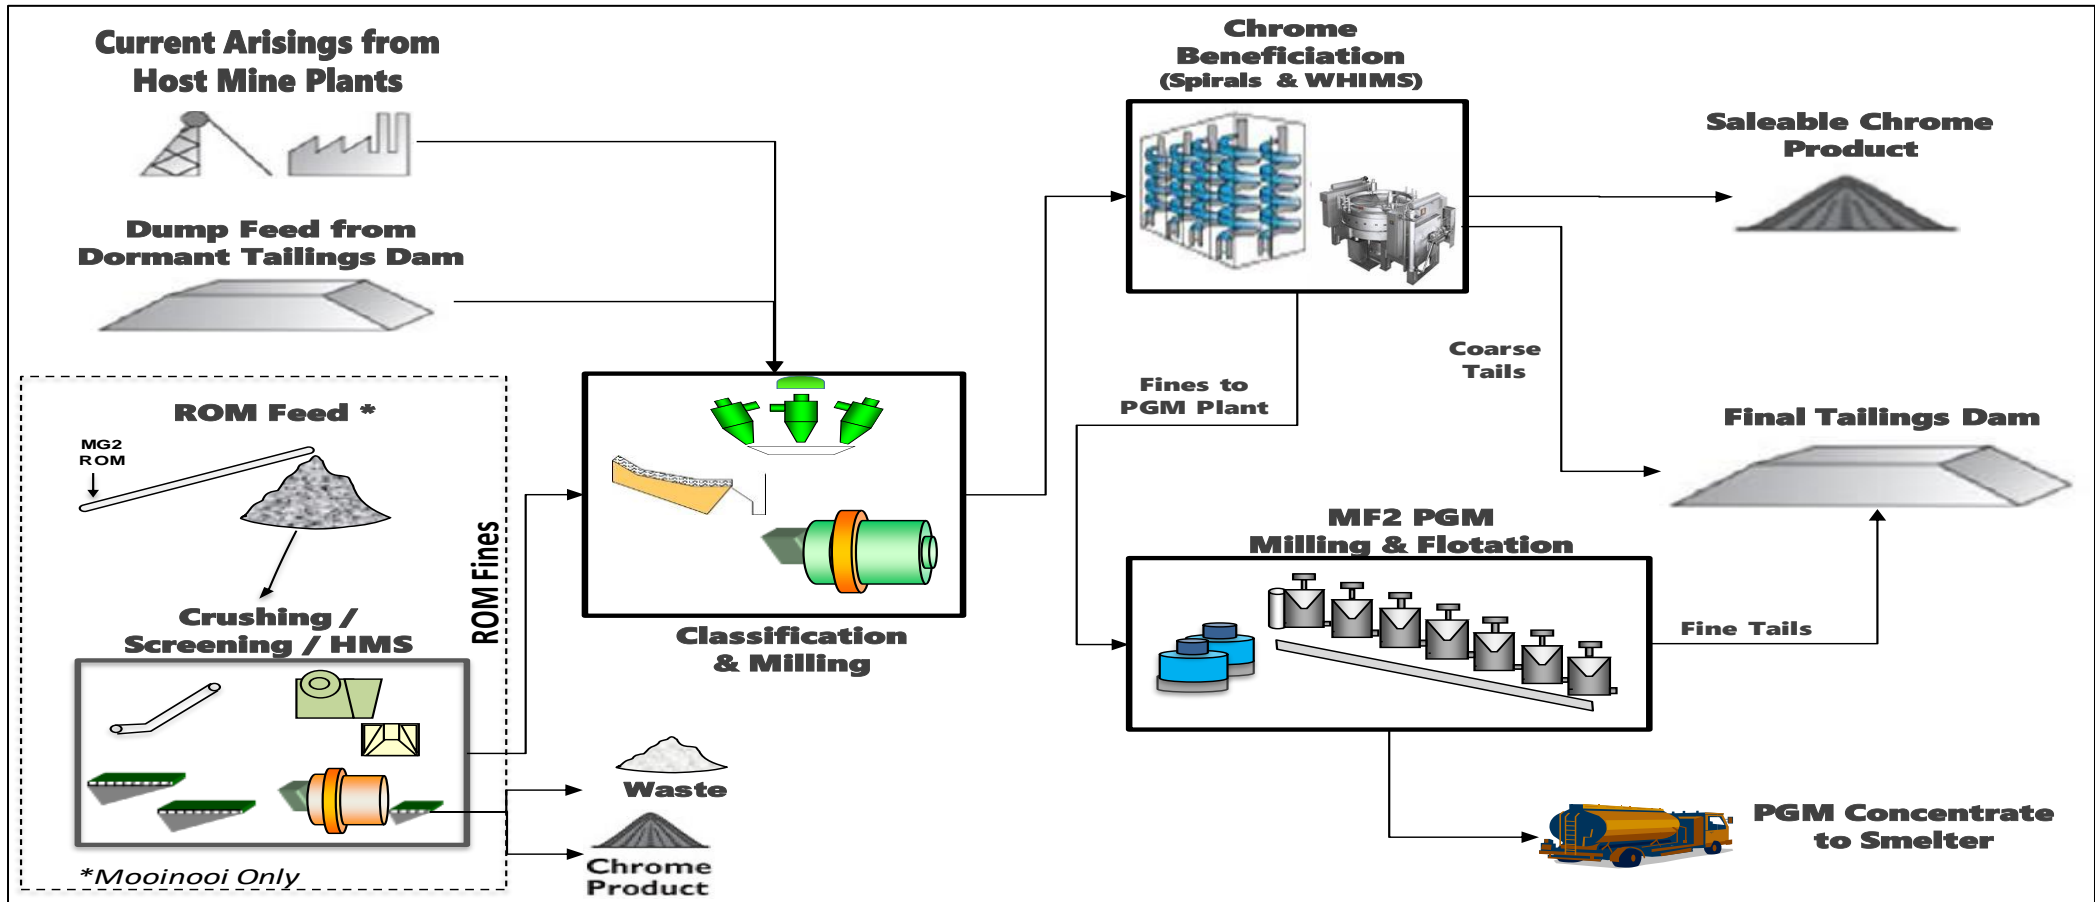 Current Arisings from
Host Mine Plants
Dump Feed from
Dormant Tailings Dam
ROM Feed *
MG2
ROM
Crushing /
Screening / HMS
ROM Fines
*Mooinooi Only
Waste
Chrome
Product
Classification
& Milling
Chrome
Beneficiation
(Spirals & WHIMS)
Fines to
PGM Plant
Coarse
Tails
Saleable Chrome
Product
Final Tailings Dam
MF2 PGM
Milling & Flotation
Fine Tails
PGM Concentrate
to Smelter